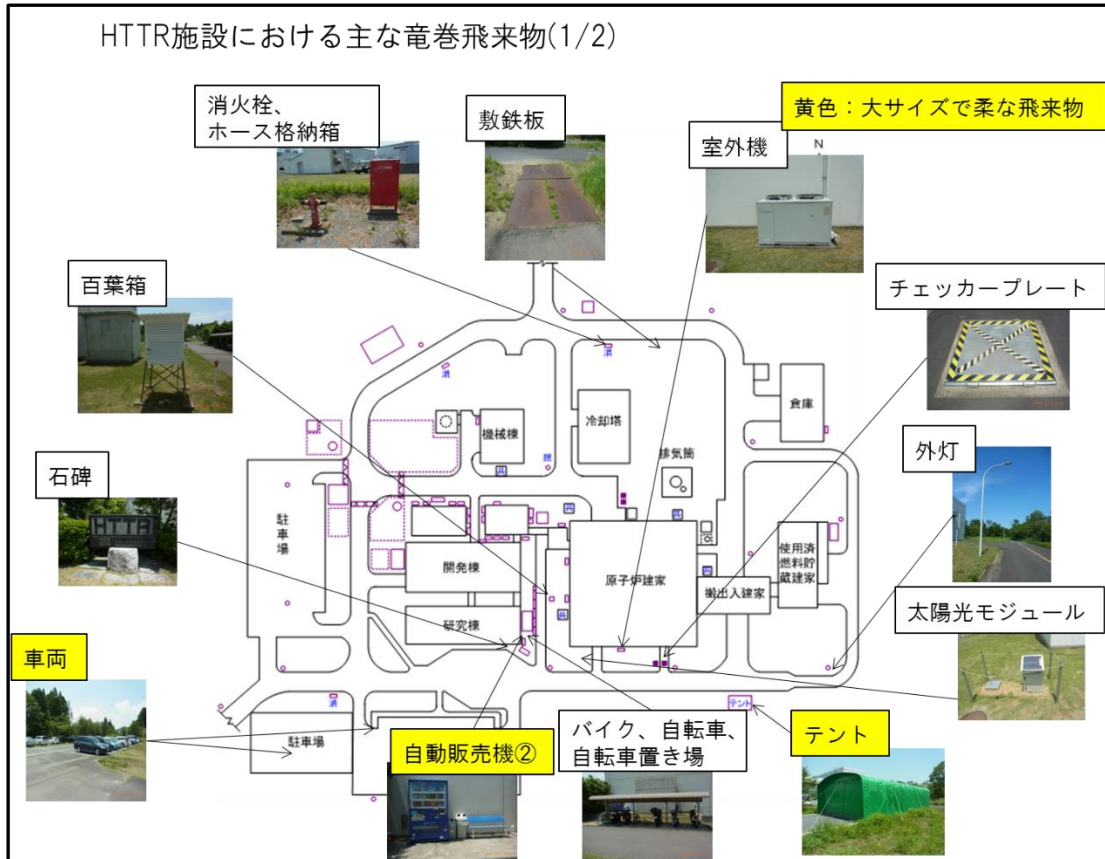 HTTR施設における主な竜巻飛来物(1/2)
消火栓、
ホース格納箱
敷鉄板
室外機
黄色：大サイズで柔な飛来物
N
百葉箱
チェッカープレート
石碑
HTTR
外灯
太陽光モジュール
車両
自動販売機②
バイク、自転車、
自転車置き場
テント
消
消
機械棟
冷却塔
倉庫
排気筒
駐車場
開発棟
原子炉建家
搬出入建家
使用済
燃料貯
蔵建家
研究棟
消
テント
駐車場